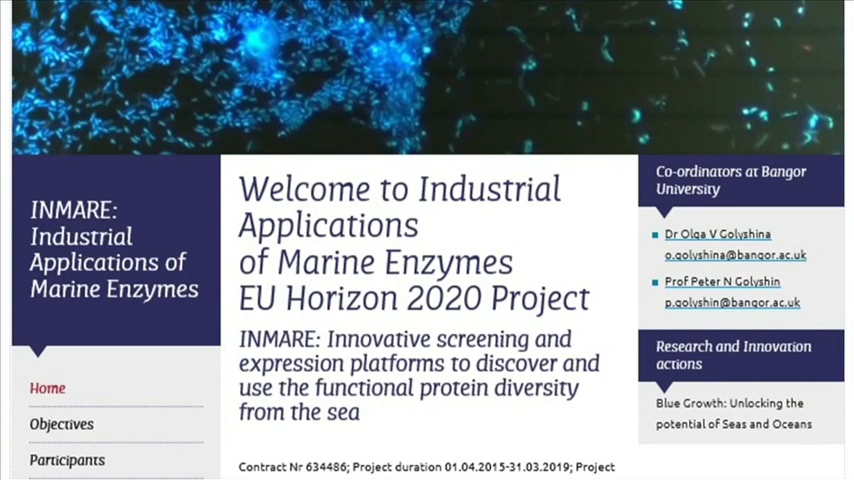 INMARE:
Industrial
Applications of
Marine Enzymes
Home
Objectives
Participants
Welcome to Industrial
Applications
of Marine Enzymes
EU Horizon 2020 Project
INMARE: Innovative screening and
expression platforms to discover and
use the functional protein diversity
from the sea
Contract Nr 634486; Project duration 01.04.2015-31.03.2019; Project
Co-ordinators at Bangor
University
Dr Olga V Golyshina
o.golyshina@bangor.ac.uk
Prof Peter N Golyshin
p.golyshin@bangor.ac.uk
Research and Innovation
actions
Blue Growth: Unlocking the
potential of Seas and Oceans